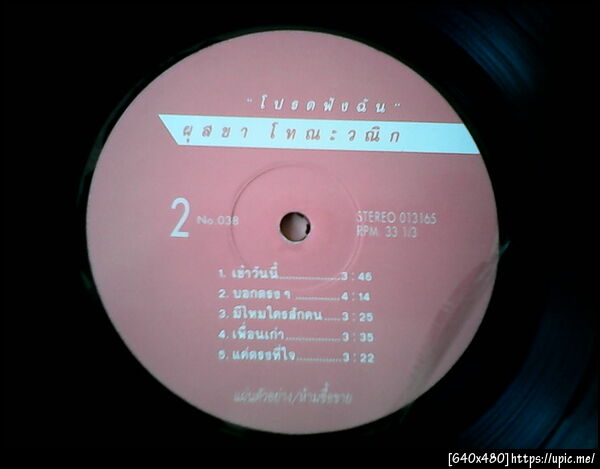 "โปรดฟังฉัน"
ผุสชา โทณะวณิก
2 No.038
STEREO 013165
RPM. 33 1/3
1. เช้าวันนี้..................3 : 46
2. บอกตรงๆ .............4 : 14
3. มีไหมใครสักคน.....3 : 25
4. เพื่อนเก่า................3 : 35
5. แค่ตรงที่ใจ.............3 : 22
แผ่นตัวอย่าง/ห้ามซื้อขาย
[640x480]https://upic.me/